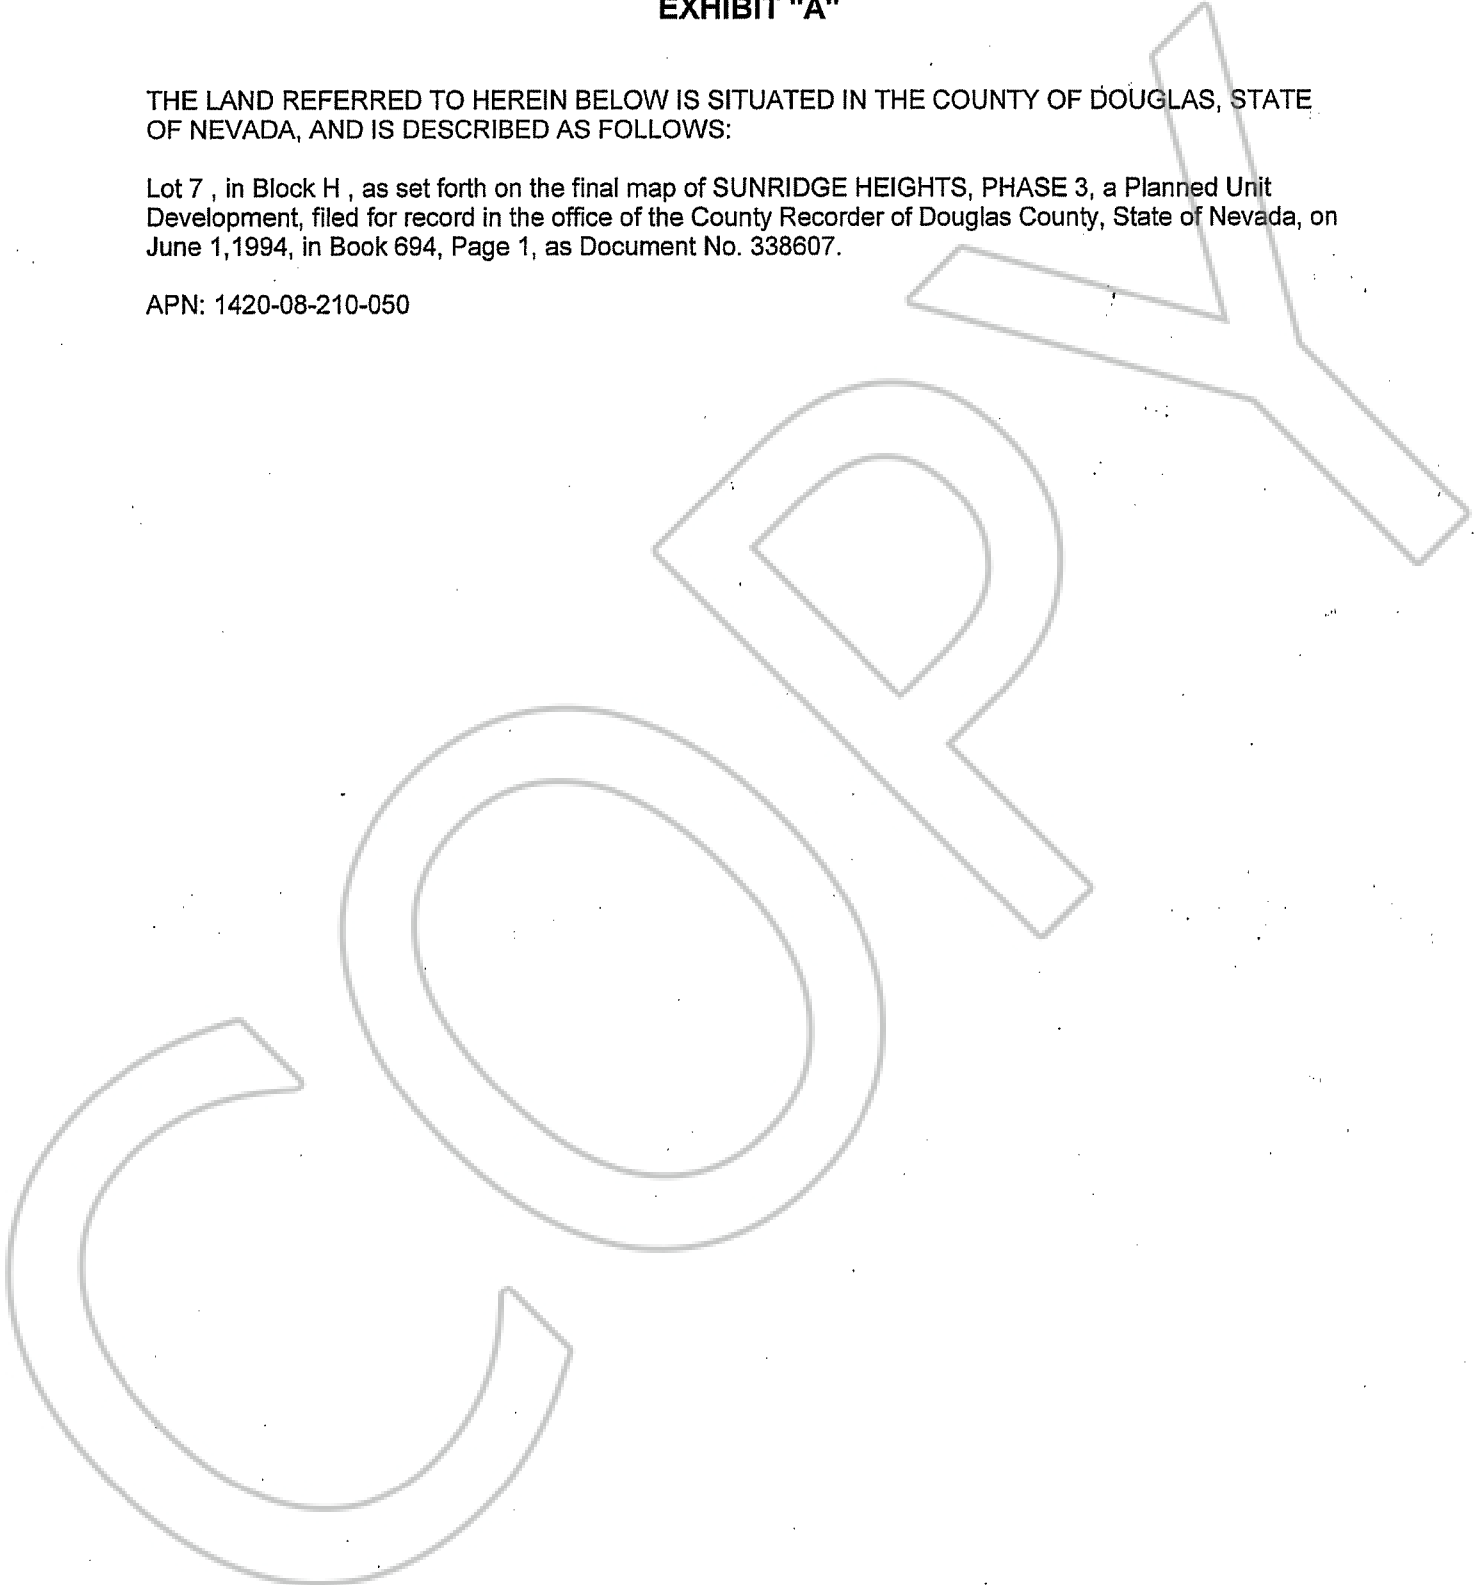 EXHIBIT "A"
THE LAND REFERRED TO HEREIN BELOW IS SITUATED IN THE COUNTY OF DOUGLAS, STATE
OF NEVADA, AND IS DESCRIBED AS FOLLOWS:
Lot 7 , in Block H , as set forth on the final map of SUNRIDGE HEIGHTS, PHASE 3, a Planned Unit
Development, filed for record in the office of the County Recorder of Douglas County, State of Nevada, on
June 1,1994, in Book 694, Page 1, as Document No. 338607.
APN: 1420-08-210-050
COPY